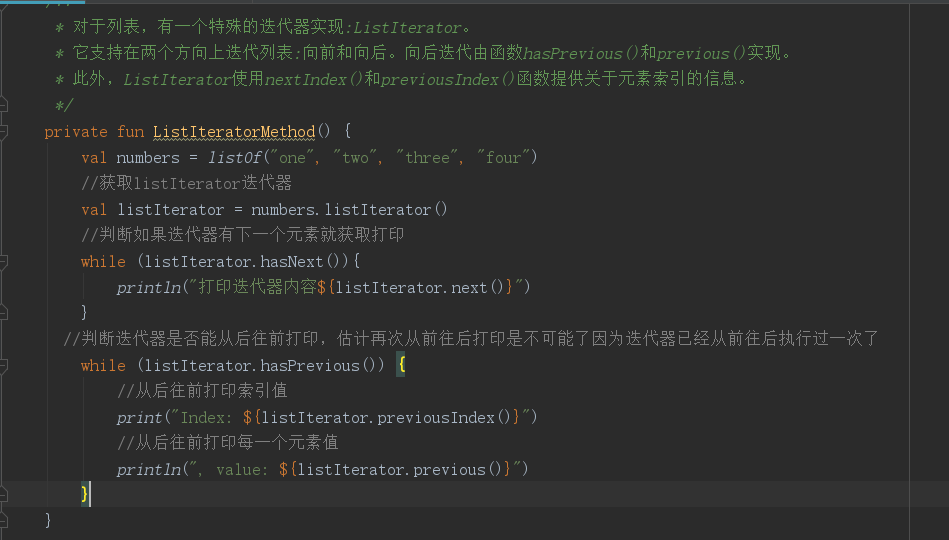 * 对于列表，有一个特殊的迭代器实现:ListIterator。
* 它支持在两个方向上迭代列表:向前和向后。向后迭代由函数hasPrevious()和previous()实现。
* 此外，ListIterator使用nextIndex()和previousIndex()函数提供关于元素索引的信息。
*/
private fun ListIteratorMethod() {
val numbers = listOf("one", "two", "three", "four")
//获取listIterator迭代器
val listIterator = numbers.listIterator()
//判断如果迭代器有下一个元素就获取打印
while (listIterator.hasNext()){
println("打印迭代器内容${listIterator.next()}")
}
//判断迭代器是否能从后往前打印，估计再次从前往后打印是不可能了因为迭代器已经从前往后执行过一次了
while (listIterator.hasPrevious()) {
//从后往前打印索引值
print("Index: ${listIterator.previousIndex()}")
//从后往前打印每一个元素值
println(", value: ${listIterator.previous()}")
}
}